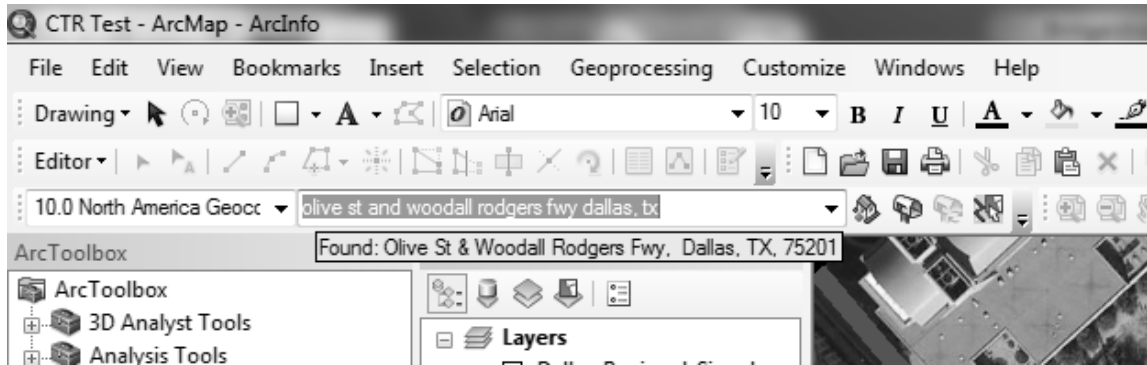 CTR Test - ArcMap - ArcInfo
File Edit View Bookmarks Insert Selection Geoprocessing Customize Windows Help
Drawing A Arial 10 B I U A
Editor
10.0 North America Geocc olive st and woodall rodgers fwy dallas, tx
Found: Olive St & Woodall Rodgers Fwy, Dallas, TX, 75201
ArcToolbox
ArcToolbox
3D Analyst Tools
Layers
Analysis Tools